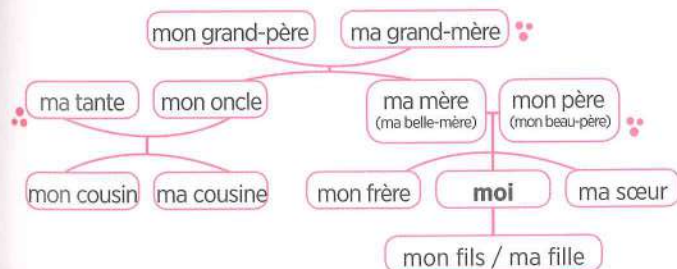 mon grand-père ma grand-mère
ma tante mon oncle ma mère mon père
(ma belle-mère) (mon beau-père)
mon cousin ma cousine mon frère moi ma sœur
mon fils / ma fille